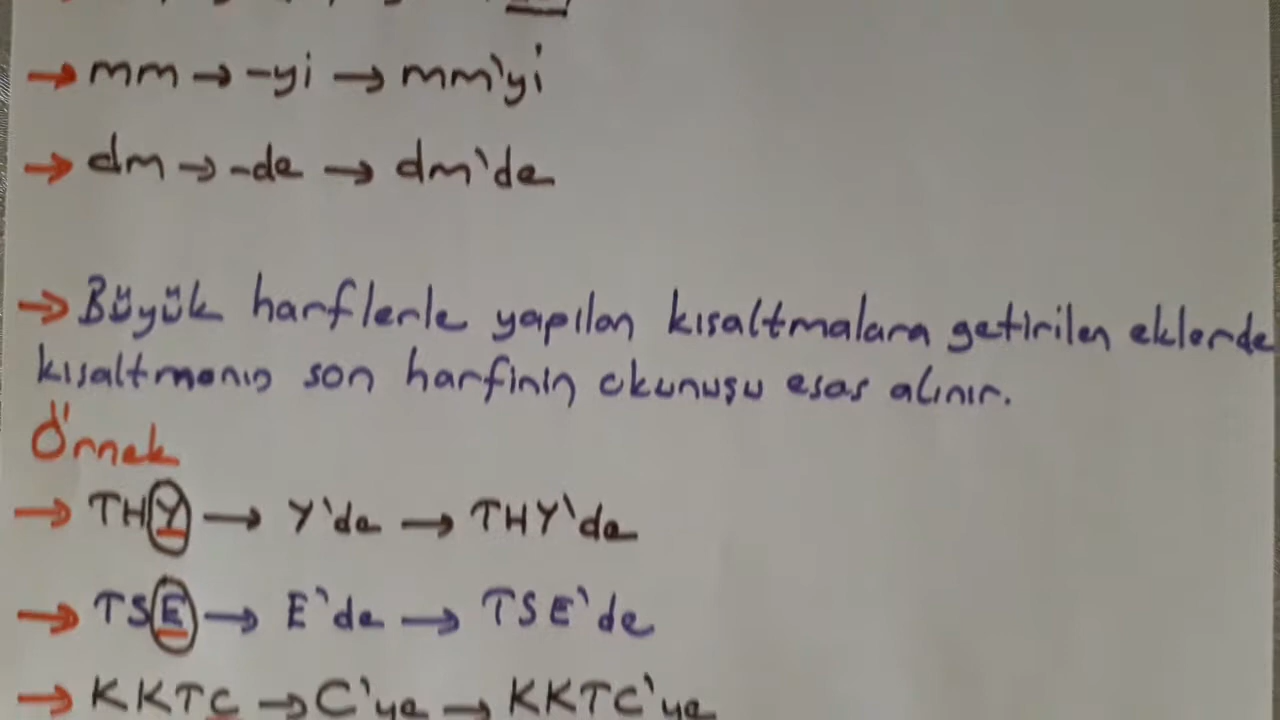 → mm → -yi → mm'yi
→ dm → -de → dm'de
→ Büyük harflerle yapılan kısaltmalara getirilen eklerde
kısaltmanın son harfinin okunuşu esas alınır.
Örnek
→ THY → Y'de → THY'de
→ TSE → E'de → TSE'de
→ KKTC → C'ye → KKTC'ye